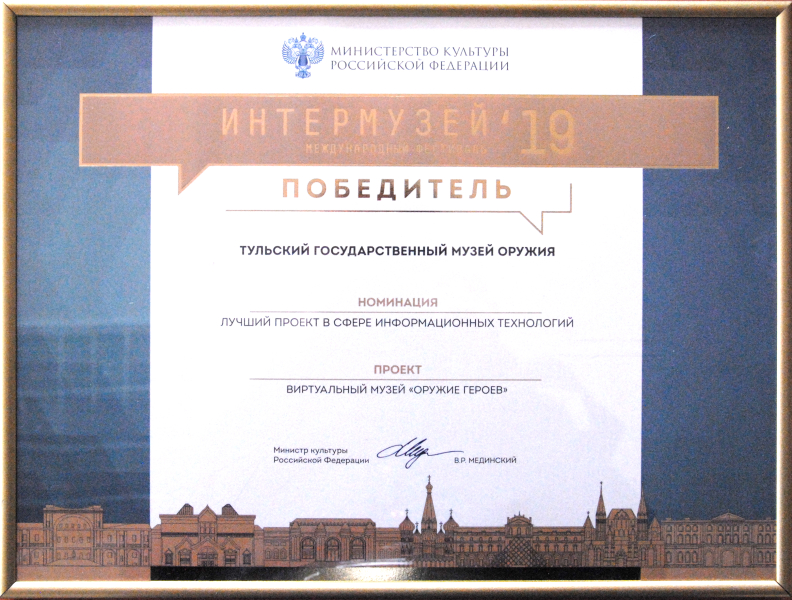 МИНИСТЕРСТВО КУЛЬТУРЫ
РОССИЙСКОЙ ФЕДЕРАЦИИ
ИНТЕРМУЗЕЙ '19
МЕЖДУНАРОДНЫЙ ФЕСТИВАЛЬ
ПОБЕДИТЕЛЬ
ТУЛЬСКИЙ ГОСУДАРСТВЕННЫЙ МУЗЕЙ ОРУЖИЯ
НОМИНАЦИЯ
ЛУЧШИЙ ПРОЕКТ В СФЕРЕ ИНФОРМАЦИОННЫХ ТЕХНОЛОГИЙ
ПРОЕКТ
ВИРТУАЛЬНЫЙ МУЗЕЙ «ОРУЖИЕ ГЕРОЕВ»
Министр культуры
Российской Федерации В.Р. МЕДИНСКИЙ